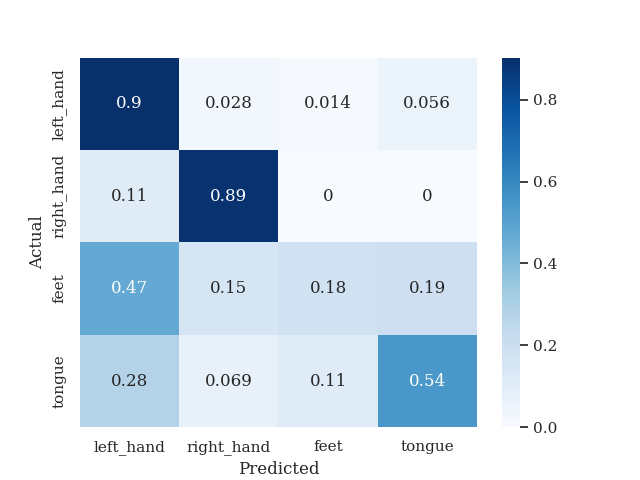 Actual
left_hand 0.9 0.028 0.014 0.056
right_hand 0.11 0.89 0 0
feet 0.47 0.15 0.18 0.19
tongue 0.28 0.069 0.11 0.54
left_hand right_hand feet tongue
Predicted
0.8
0.6
0.4
0.2
0.0